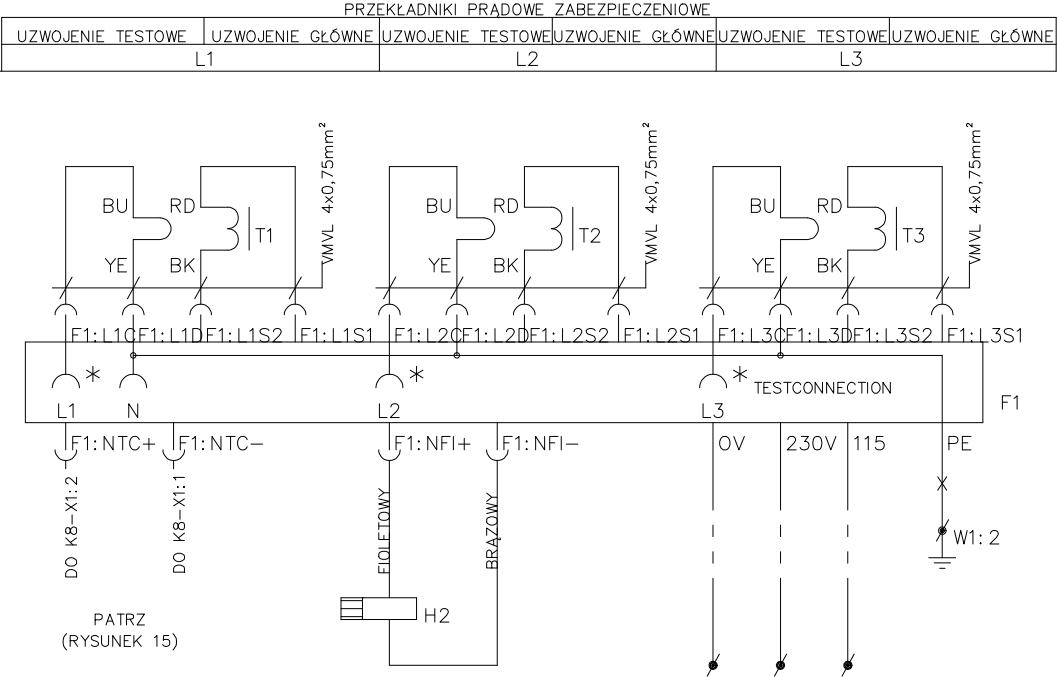 PRZEKŁADNIKI PRĄDOWE ZABEZPIECZENIOWE
UZWOJENIE TESTOWE UZWOJENIE GŁÓWNE UZWOJENIE TESTOWE UZWOJENIE GŁÓWNE UZWOJENIE TESTOWE UZWOJENIE GŁÓWNE
L1 L2 L3
VMVL 4x0,75mm² VMVL 4x0,75mm² VMVL 4x0,75mm²
BU RD BU RD BU RD
T1 T2 T3
YE BK YE BK YE BK
F1:L1C F1:L1D F1:L1S2 F1:L1S1 F1:L2C F1:L2D F1:L2S2 F1:L2S1 F1:L3C F1:L3D F1:L3S2 F1:L3S1
* * * TESTCONNECTION
F1
L1 N L2 L3
F1:NTC+ F1:NTC- F1:NFI+ F1:NFI- 0V 230V 115 PE
DO K8-X1:2 DO K8-X1:1 FIOLETOWY BRĄZOWY
W1:2
H2
PATRZ
(RYSUNEK 15)